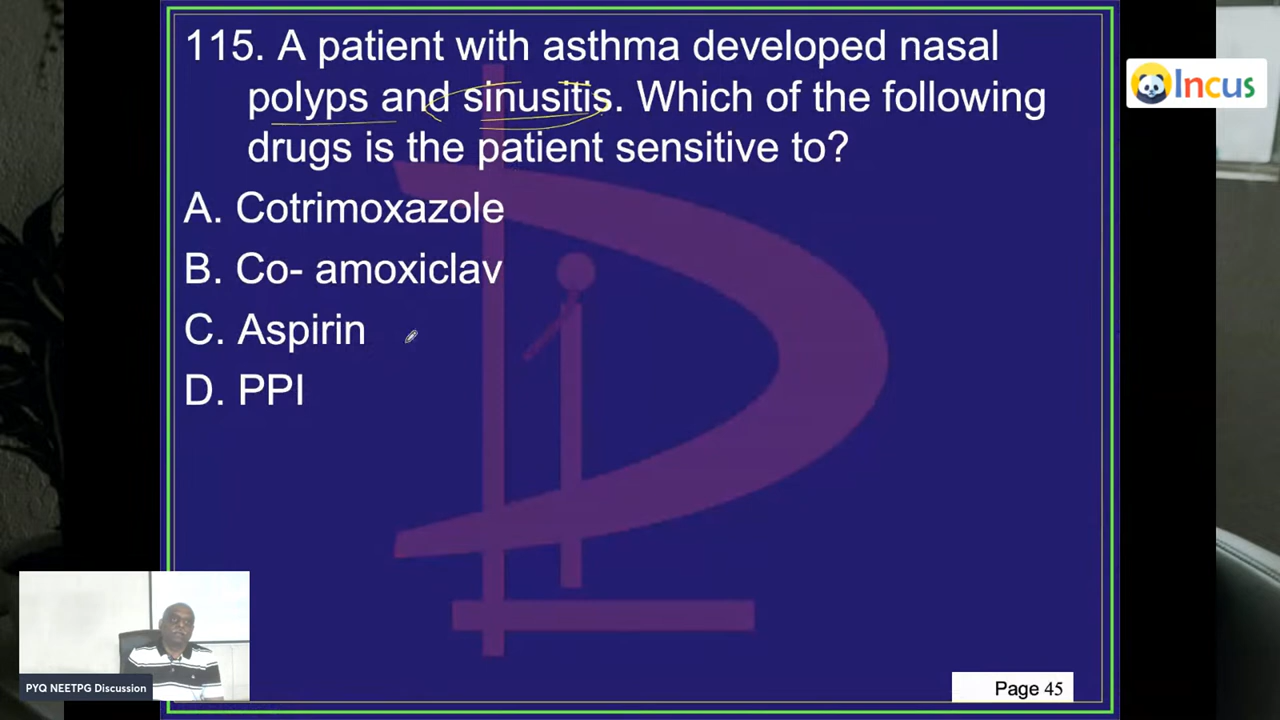 115. A patient with asthma developed nasal
polyps and sinusitis. Which of the following
drugs is the patient sensitive to?
A. Cotrimoxazole
B. Co- amoxiclav
C. Aspirin
D. PPI
Incus
PYQ NEETPG Discussion
Page 45